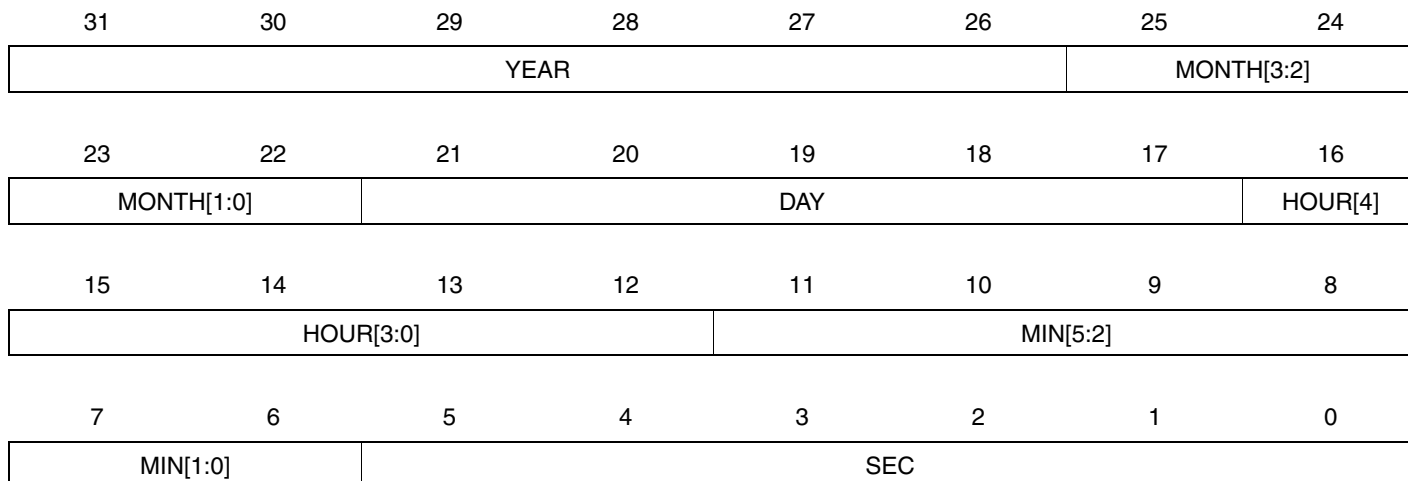 31 30 29 28 27 26 25 24
YEAR MONTH[3:2]
23 22 21 20 19 18 17 16
MONTH[1:0] DAY HOUR[4]
15 14 13 12 11 10 9 8
HOUR[3:0] MIN[5:2]
7 6 5 4 3 2 1 0
MIN[1:0] SEC